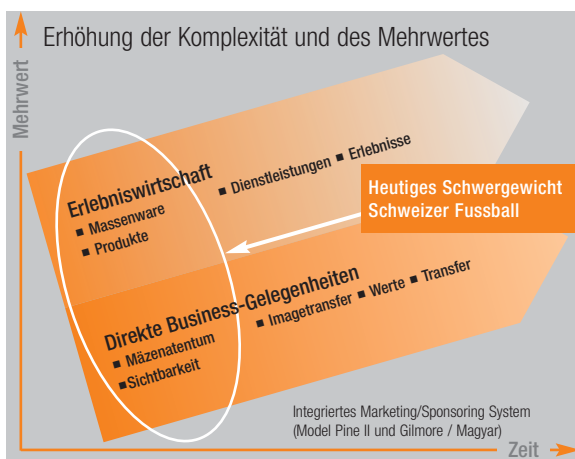 Erhöhung der Komplexität und des Mehrwertes
Mehrwert
Erlebniswirtschaft
■ Massenware
■ Produkte
■ Dienstleistungen ■ Erlebnisse
Heutiges Schwergewicht
Schweizer Fussball
Direkte Business-Gelegenheiten
■ Mäzenatentum
■ Sichtbarkeit
■ Imagetransfer ■ Werte ■ Transfer
Integriertes Marketing/Sponsoring System
(Model Pine II und Gilmore / Magyar)
Zeit